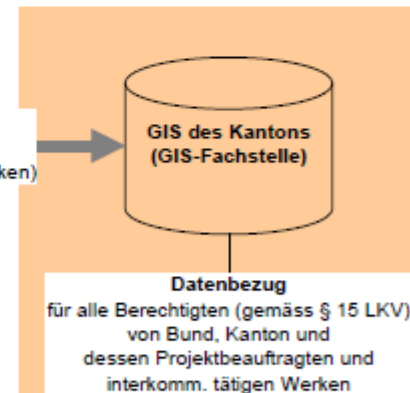 GIS des Kantons
(GIS-Fachstelle)
ken)
Datenbezug
für alle Berechtigten (gemäss § 15 LKV)
von Bund, Kanton und
dessen Projektbeauftragten und
interkomm. tätigen Werken